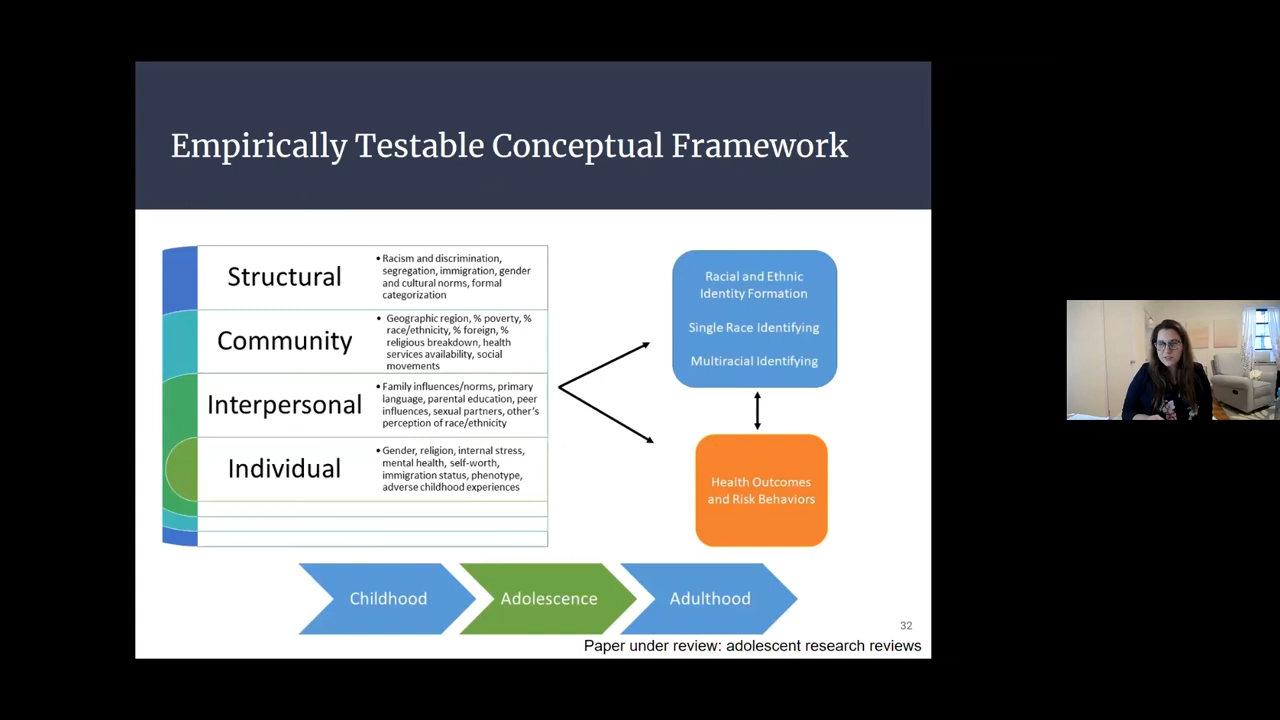 Empirically Testable Conceptual Framework
Structural
• Racism and discrimination,
segregation, immigration, gender
and cultural norms, formal
categorization
Community
• Geographic region, % poverty, %
race/ethnicity, % foreign, %
religious breakdown, health
services availability, social
movements
Interpersonal
• Family influences/norms, primary
language, parental education, peer
influences, sexual partners, other's
perception of race/ethnicity
Individual
• Gender, religion, internal stress,
mental health, self-worth,
immigration status, phenotype,
adverse childhood experiences
Racial and Ethnic
Identity Formation
Single Race Identifying
Multiracial Identifying
Health Outcomes
and Risk Behaviors
Childhood
Adolescence
Adulthood
32
Paper under review: adolescent research reviews